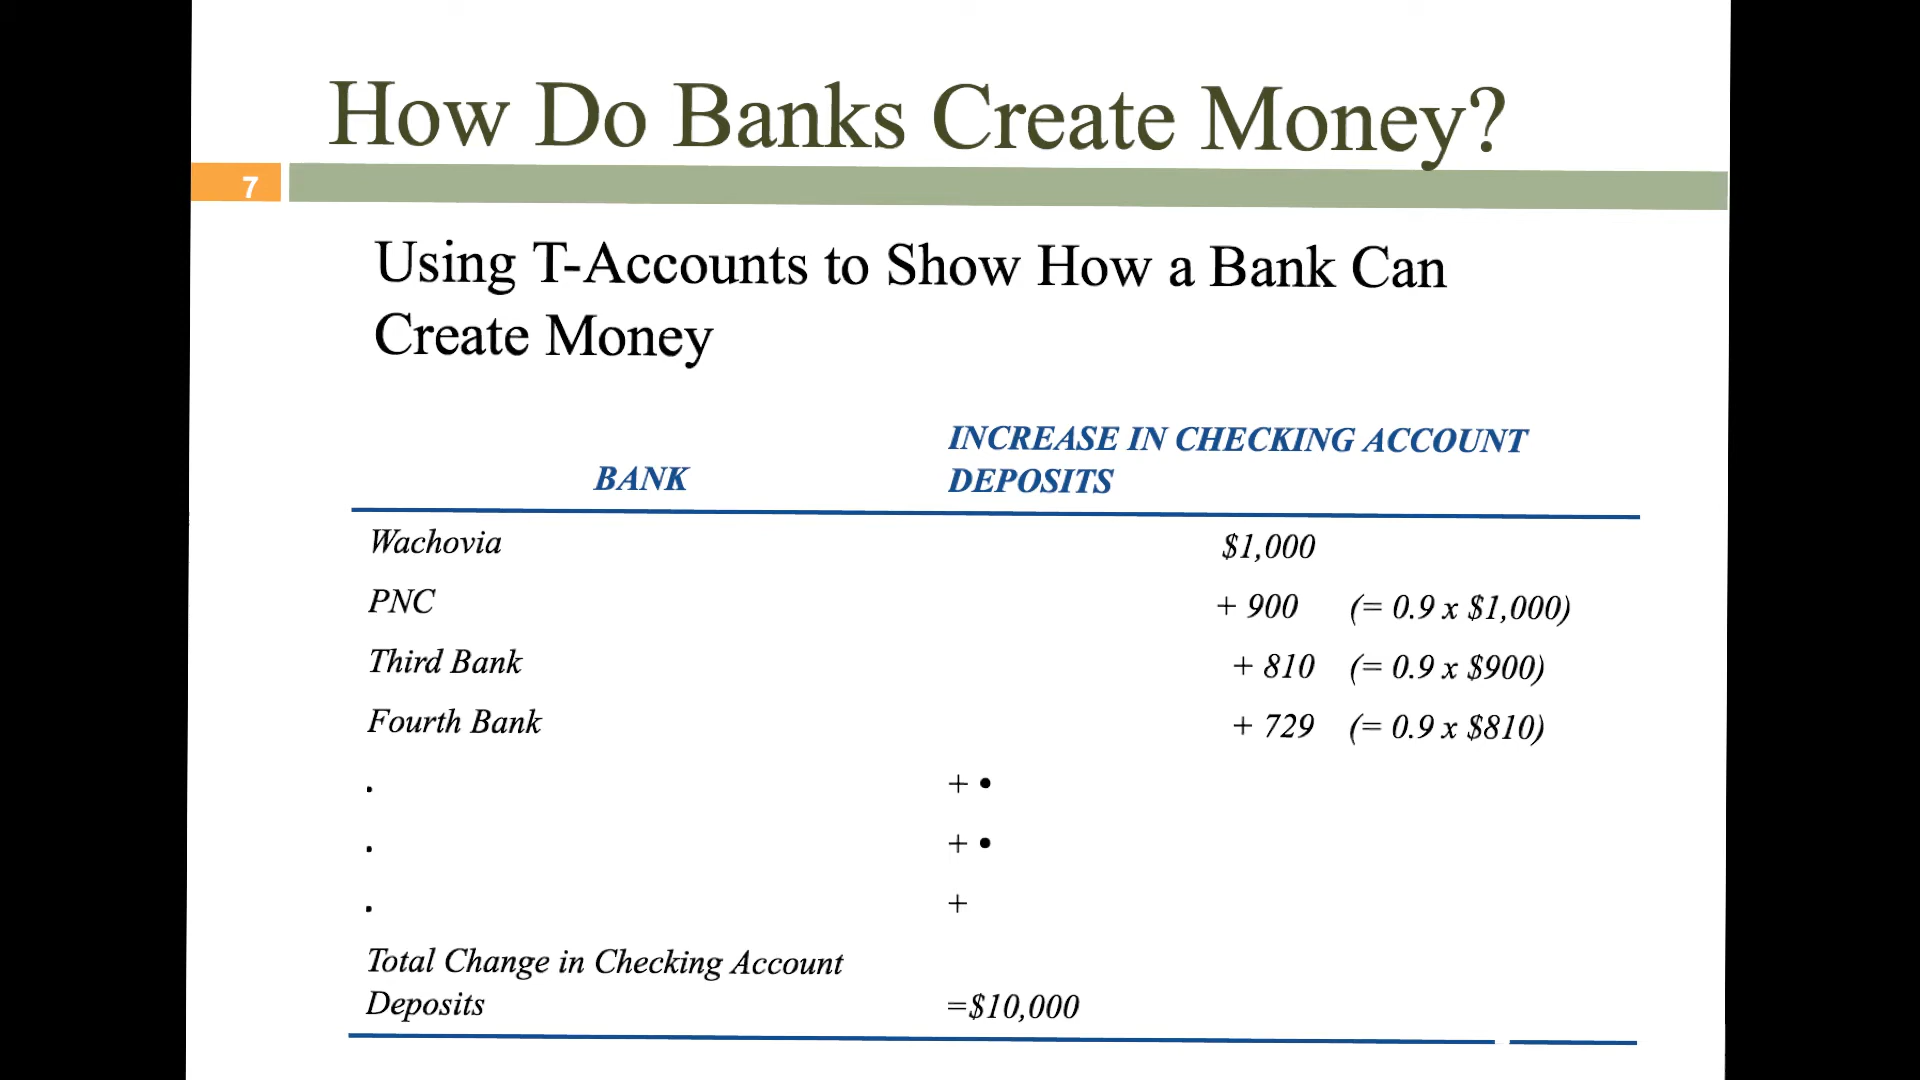 How Do Banks Create Money?
7
Using T-Accounts to Show How a Bank Can
Create Money
BANK
INCREASE IN CHECKING ACCOUNT
DEPOSITS
Wachovia $1,000
PNC + 900 (= 0.9 x $1,000)
Third Bank + 810 (= 0.9 x $900)
Fourth Bank + 729 (= 0.9 x $810)
. + •
. + •
. +
Total Change in Checking Account
Deposits =$10,000